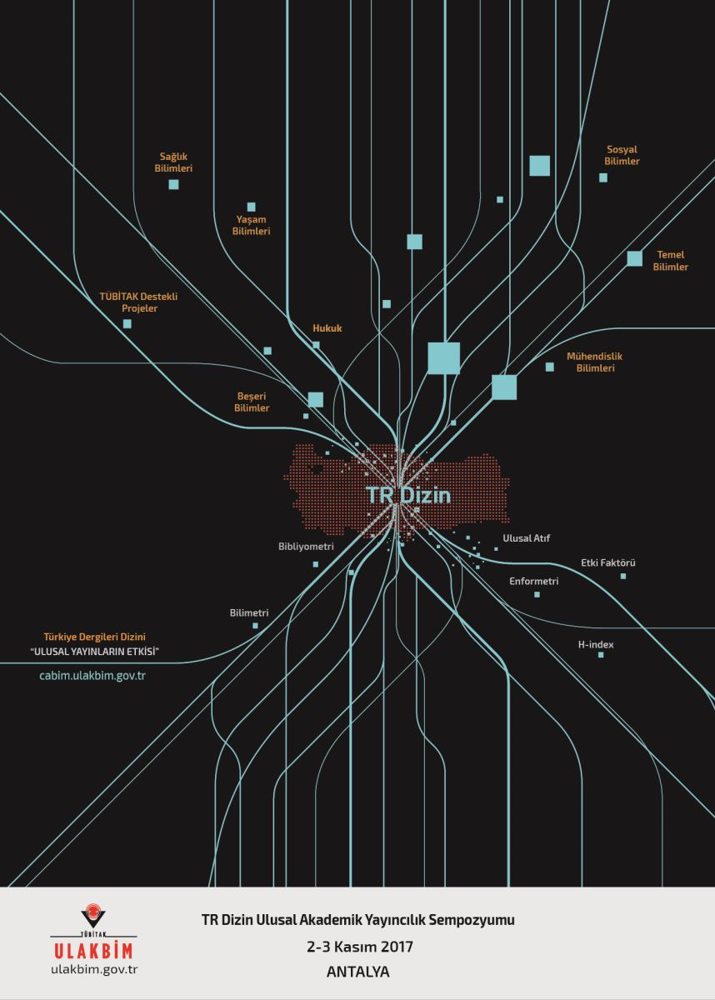 Sağlık
Bilimleri
Sosyal
Bilimler
Yaşam
Bilimleri
Temel
Bilimler
TÜBİTAK Destekli
Projeler
Hukuk
Mühendislik
Bilimleri
Beşeri
Bilimler
TR Dizin
Ulusal Atıf
Bibliyometri
Etki Faktörü
Enformetri
Bilimetri
H-index
Türkiye Dergileri Dizini
“ULUSAL YAYINLARIN ETKİSİ”
cabim.ulakbim.gov.tr
TÜBİTAK
ULAKBİM
ulakbim.gov.tr
TR Dizin Ulusal Akademik Yayıncılık Sempozyumu
2-3 Kasım 2017
ANTALYA